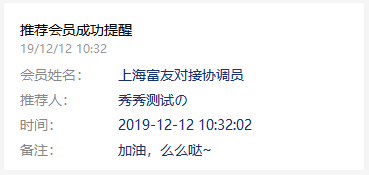 推荐会员成功提醒
19/12/12 10:32
会员姓名： 上海富友对接协调员
推荐人： 秀秀测试の
时间： 2019-12-12 10:32:02
备注： 加油，么么哒~